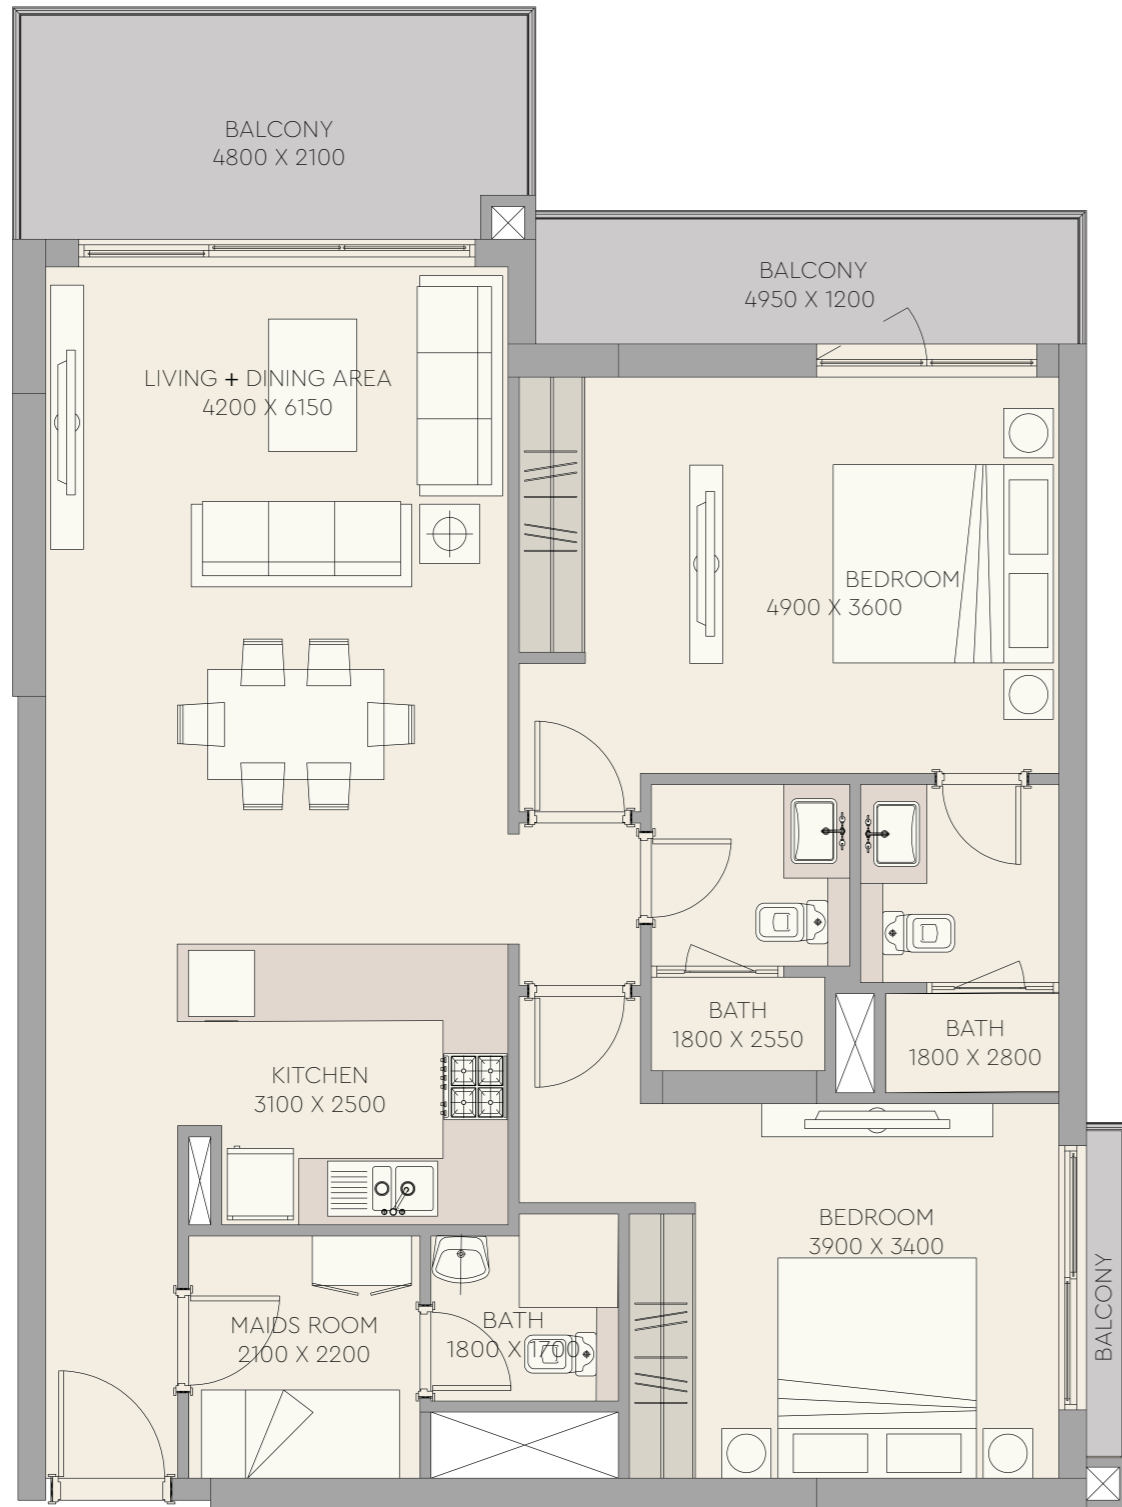 BALCONY
4800 X 2100
BALCONY
4950 X 1200
LIVING + DINING AREA
4200 X 6150
BEDROOM
4900 X 3600
BATH
1800 X 2550
BATH
1800 X 2800
KITCHEN
3100 X 2500
BEDROOM
3900 X 3400
BALCONY
MAIDS ROOM
2100 X 2200
BATH
1800 X 1700